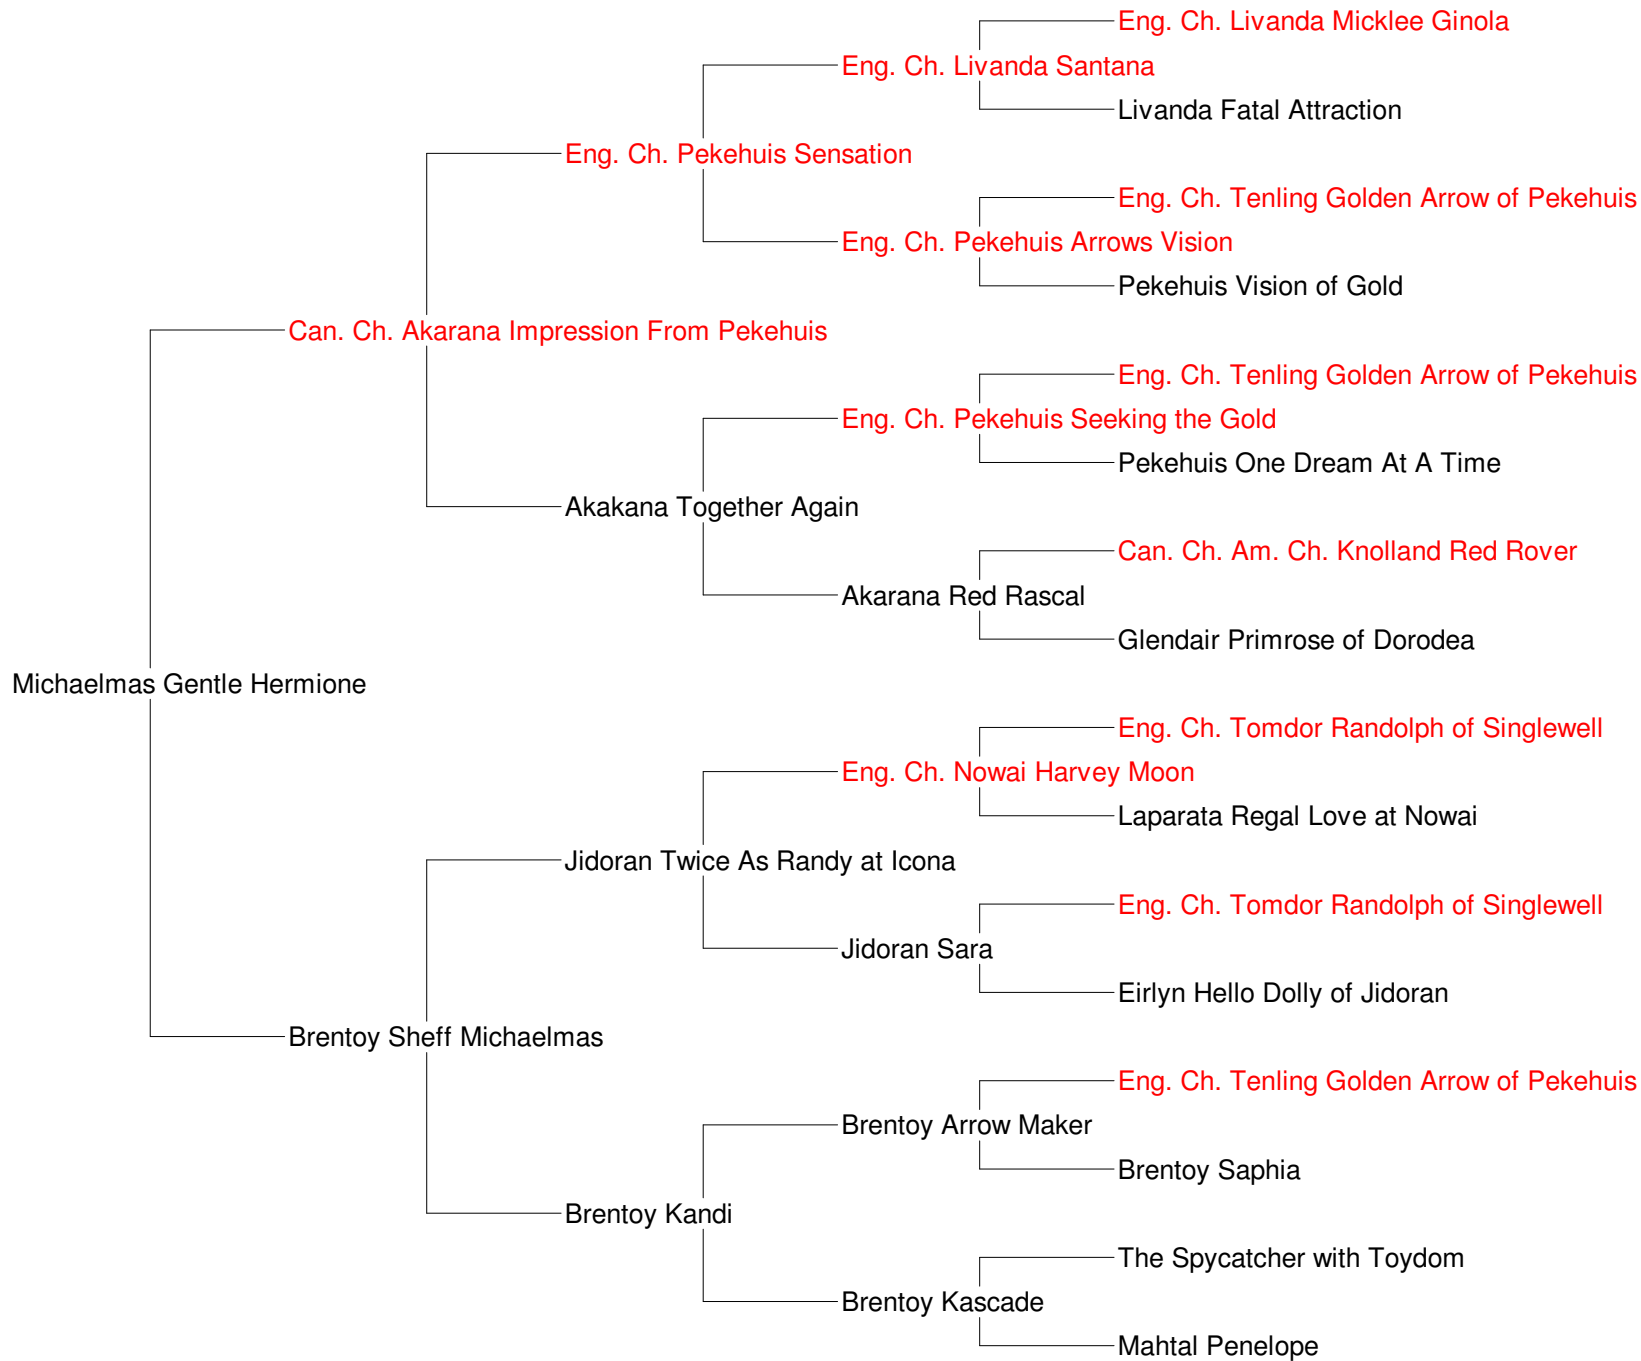 Eng. Ch. Livanda Micklee Ginola
Eng. Ch. Livanda Santana
Livanda Fatal Attraction
Eng. Ch. Pekehuis Sensation
Eng. Ch. Tenling Golden Arrow of Pekehuis
Eng. Ch. Pekehuis Arrows Vision
Pekehuis Vision of Gold
Can. Ch. Akarana Impression From Pekehuis
Eng. Ch. Tenling Golden Arrow of Pekehuis
Eng. Ch. Pekehuis Seeking the Gold
Pekehuis One Dream At A Time
Akakana Together Again
Can. Ch. Am. Ch. Knolland Red Rover
Akarana Red Rascal
Glendair Primrose of Dorodea
Michaelmas Gentle Hermione
Eng. Ch. Tomdor Randolph of Singlewell
Eng. Ch. Nowai Harvey Moon
Laparata Regal Love at Nowai
Jidoran Twice As Randy at Icona
Eng. Ch. Tomdor Randolph of Singlewell
Jidoran Sara
Eirlyn Hello Dolly of Jidoran
Brentoy Sheff Michaelmas
Eng. Ch. Tenling Golden Arrow of Pekehuis
Brentoy Arrow Maker
Brentoy Saphia
Brentoy Kandi
The Spycatcher with Toydom
Brentoy Kascade
Mahtal Penelope